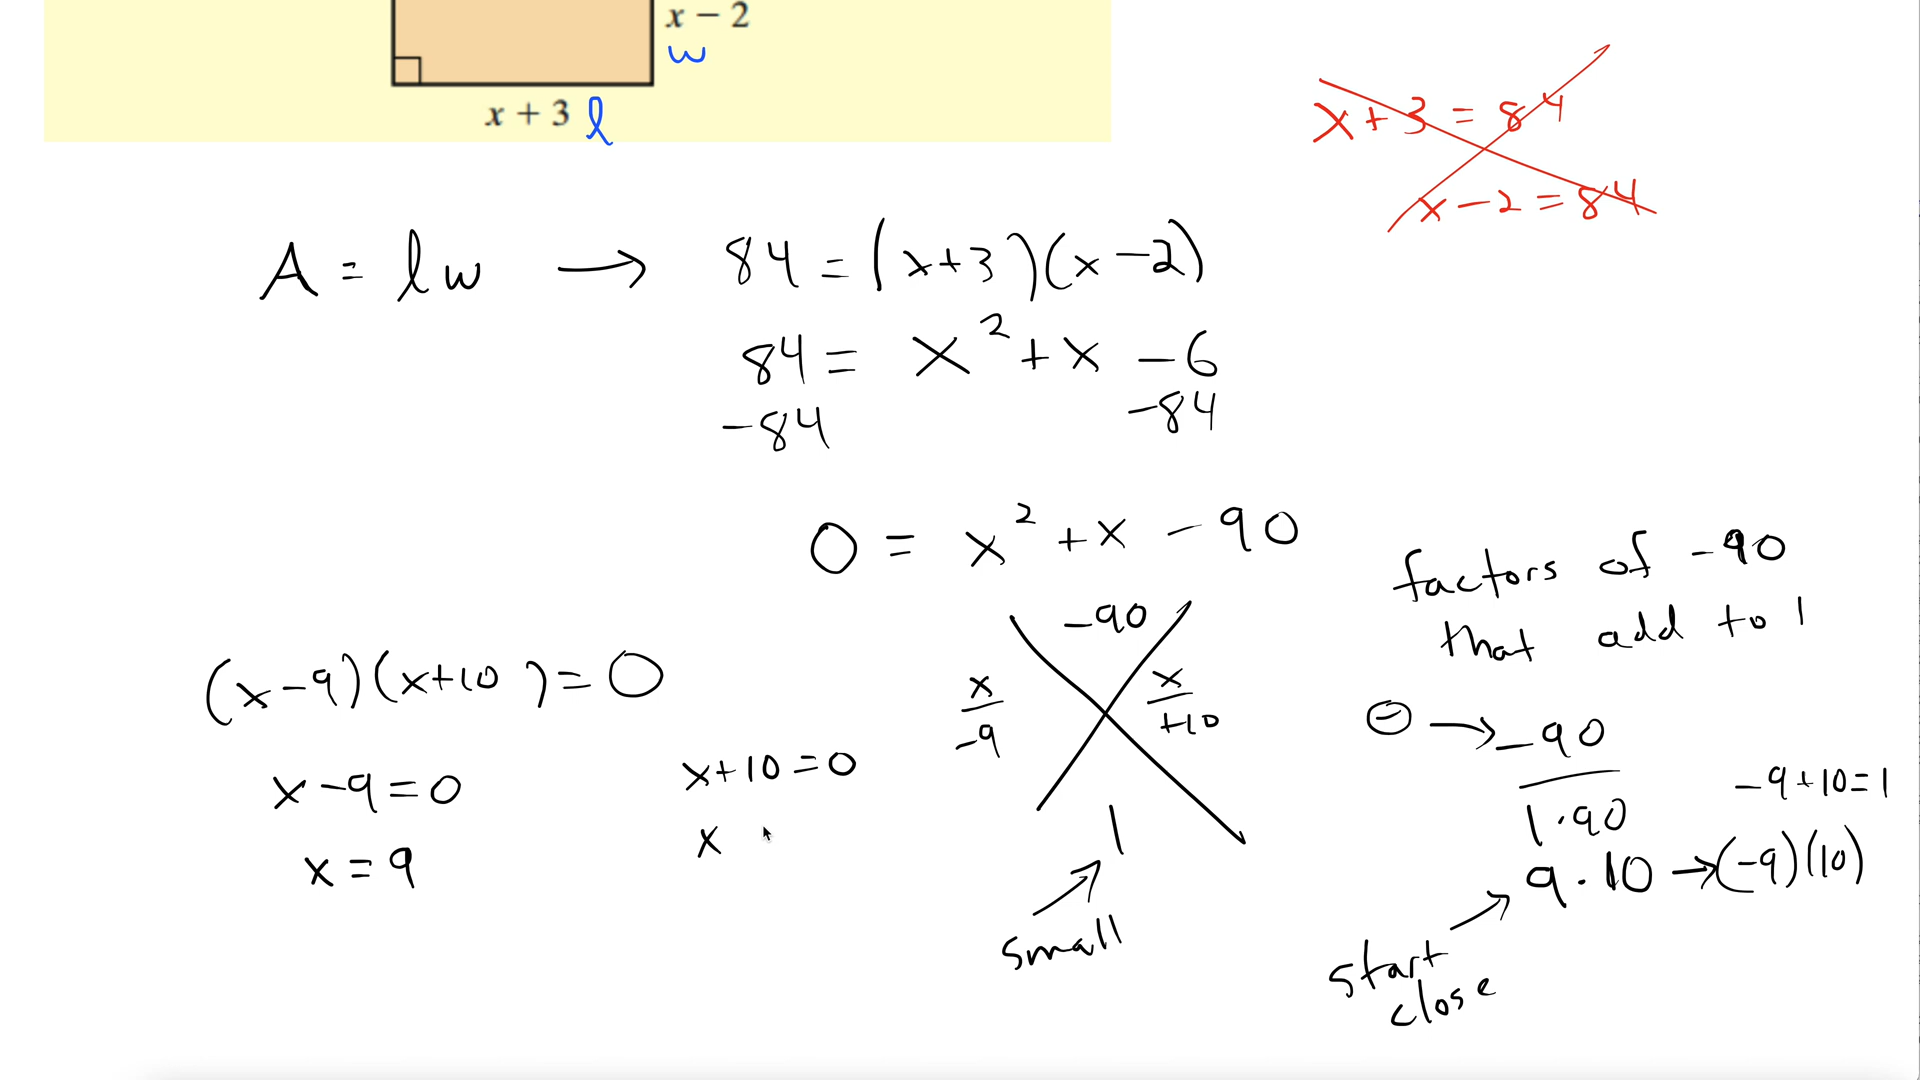 x − 2
w
x + 3 l
x+3 = 84
x−2 = 84
A = lw → 84 = (x+3)(x−2)
84 = x² + x − 6
−84 −84
0 = x² + x − 90
factors of −90
that add to 1
−90
x/−9 x/+10
1
small
⊖ → −90
1·90
−9+10=1
9·10 → (−9)(10)
start
close
(x−9)(x+10)=0
x−9=0 x+10=0
x=9 x